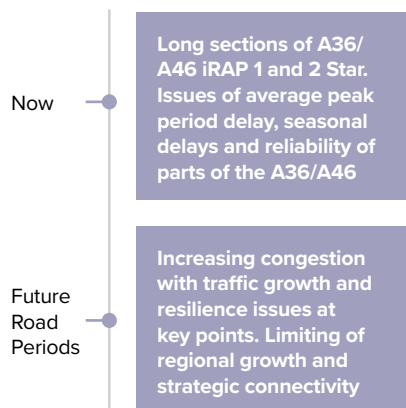 Now
Long sections of A36/
A46 iRAP 1 and 2 Star.
Issues of average peak
period delay, seasonal
delays and reliability of
parts of the A36/A46
Future
Road
Periods
Increasing congestion
with traffic growth and
resilience issues at
key points. Limiting of
regional growth and
strategic connectivity